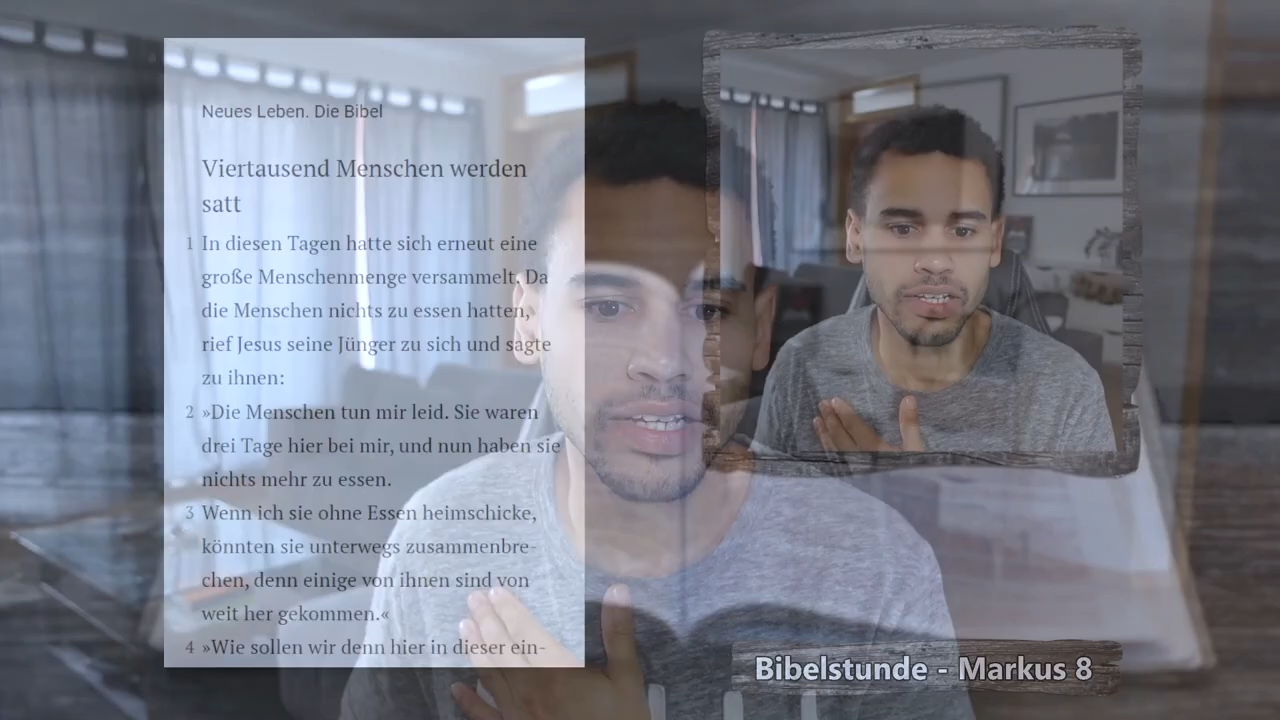 Neues Leben. Die Bibel
Viertausend Menschen werden
satt
1 In diesen Tagen hatte sich erneut eine
große Menschenmenge versammelt. Da
die Menschen nichts zu essen hatten,
rief Jesus seine Jünger zu sich und sagte
zu ihnen:
2 »Die Menschen tun mir leid. Sie waren
drei Tage hier bei mir, und nun haben sie
nichts mehr zu essen.
3 Wenn ich sie ohne Essen heimschicke,
könnten sie unterwegs zusammenbre-
chen, denn einige von ihnen sind von
weit her gekommen.«
4 »Wie sollen wir denn hier in dieser ein-
Bibelstunde - Markus 8